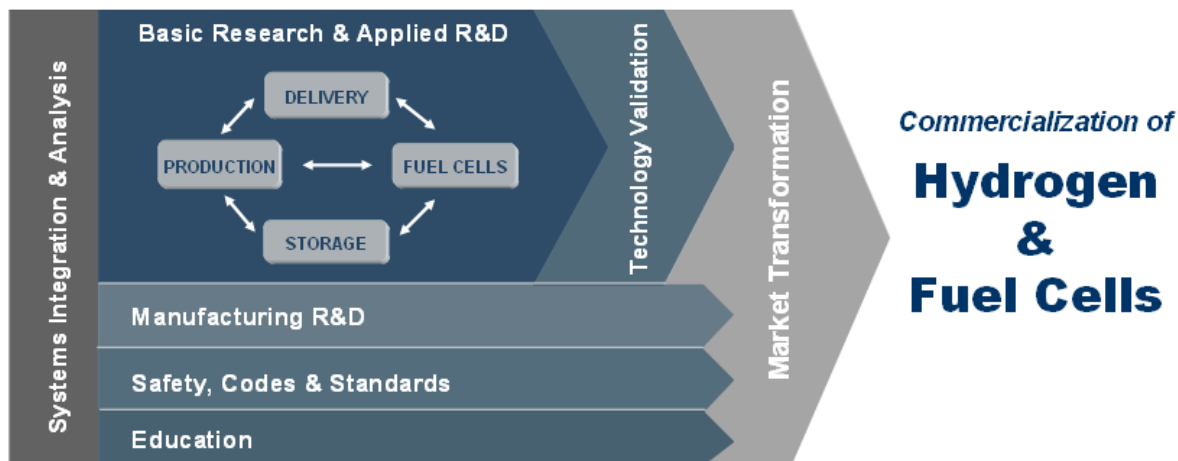 Systems Integration & Analysis
Basic Research & Applied R&D
DELIVERY
PRODUCTION
FUEL CELLS
STORAGE
Technology Validation
Manufacturing R&D
Safety, Codes & Standards
Education
Market Transformation
Commercialization of
Hydrogen
&
Fuel Cells